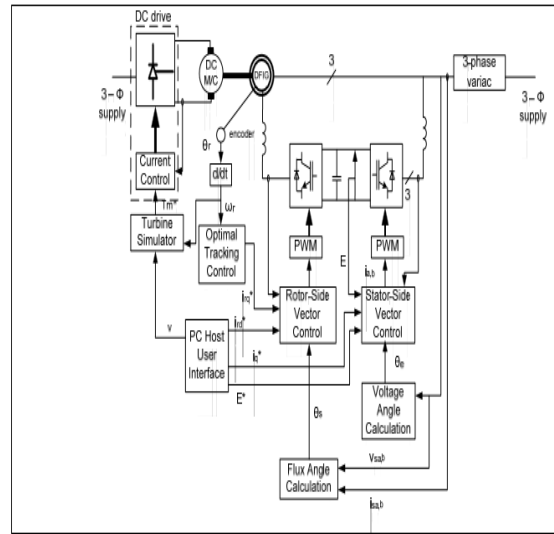 DC drive
3 – Φ
supply
DC
M/C
DFIG
3
3-phase
variac
3 – Φ
supply
θr
encoder
d/dt
ωr
Current
Control
Tm*
Turbine
Simulator
Optimal
Tracking
Control
PWM
PWM
E
ia,b
3
irq*
ird*
iq*
E*
v
PC Host
User
Interface
Rotor-Side
Vector
Control
Stator-Side
Vector
Control
θs
θe
Voltage
Angle
Calculation
Flux Angle
Calculation
vsa,b
isa,b